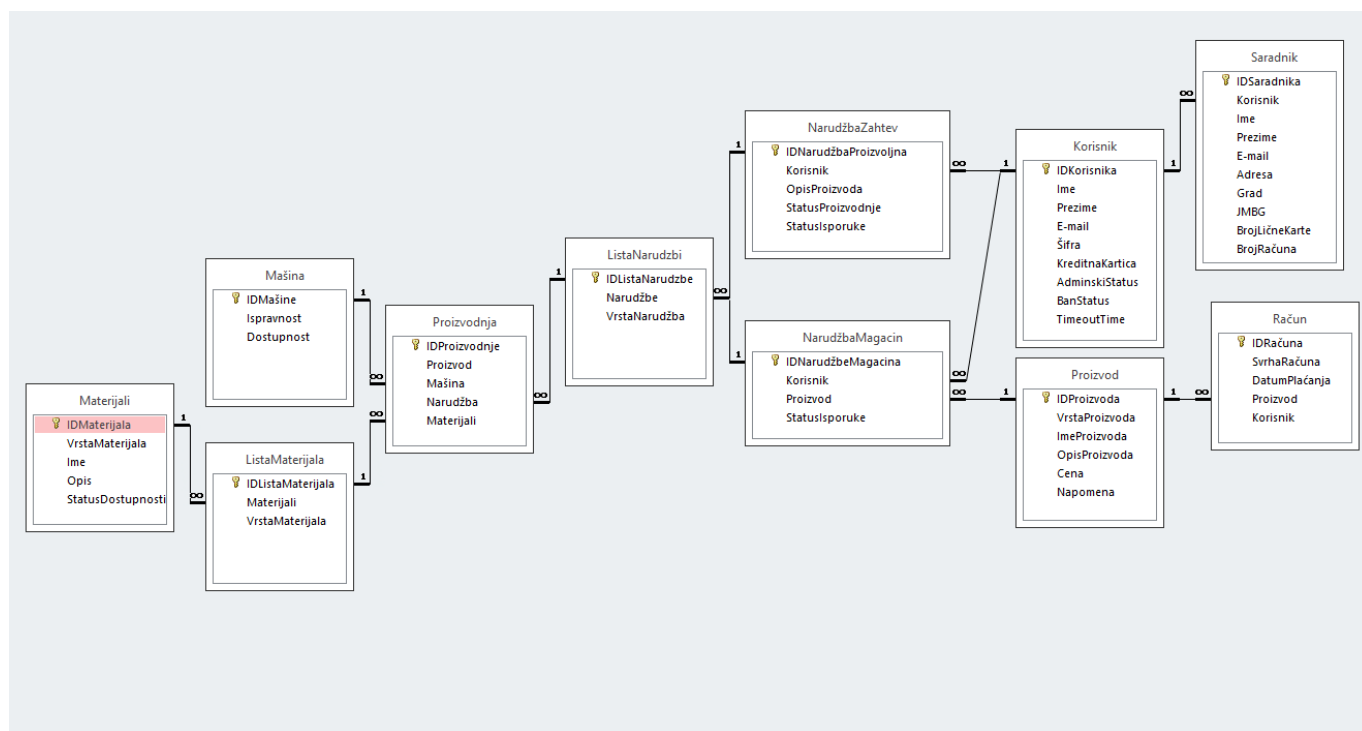 Materijali
IDMaterijala
VrstaMaterijala
Ime
Opis
StatusDostupnosti
1
∞
Mašina
IDMašine
Ispravnost
Dostupnost
1
∞
ListaMaterijala
IDListaMaterijala
Materijali
VrstaMaterijala
1
∞
Proizvodnja
IDProizvodnje
Proizvod
Mašina
Narudžba
Materijali
∞
1
ListaNarudzbi
IDListaNarudzbe
Narudžbe
VrstaNarudžba
∞
1
1
NarudžbaZahtev
IDNarudžbaProizvoljna
Korisnik
OpisProizvoda
StatusProizvodnje
StatusIsporuke
∞
1
NarudžbaMagacin
IDNarudžbeMagacina
Korisnik
Proizvod
StatusIsporuke
∞
∞
1
Korisnik
IDKorisnika
Ime
Prezime
E-mail
Šifra
KreditnaKartica
AdminskiStatus
BanStatus
TimeoutTime
1
∞
Proizvod
IDProizvoda
VrstaProizvoda
ImeProizvoda
OpisProizvoda
Cena
Napomena
1
∞
Saradnik
IDSaradnika
Korisnik
Ime
Prezime
E-mail
Adresa
Grad
JMBG
BrojLičneKarte
BrojRačuna
Račun
IDRačuna
SvrhaRačuna
DatumPlaćanja
Proizvod
Korisnik